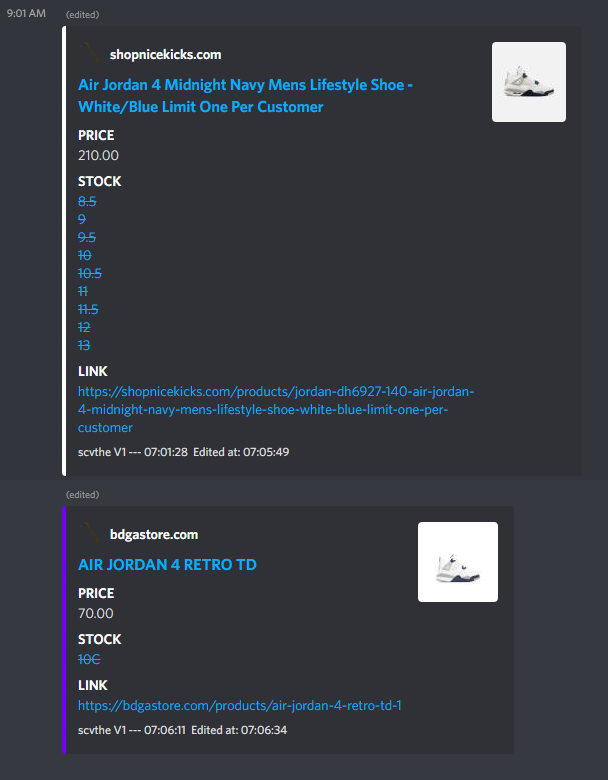 9:01 AM (edited)
shopnicekicks.com
Air Jordan 4 Midnight Navy Mens Lifestyle Shoe -
White/Blue Limit One Per Customer
PRICE
210.00
STOCK
8.5
9
9.5
10
10.5
11
11.5
12
13
LINK
https://shopnicekicks.com/products/jordan-dh6927-140-air-jordan-
4-midnight-navy-mens-lifestyle-shoe-white-blue-limit-one-per-
customer
scvthe V1 --- 07:01:28 Edited at: 07:05:49
(edited)
bdgastore.com
AIR JORDAN 4 RETRO TD
PRICE
70.00
STOCK
10C
LINK
https://bdgastore.com/products/air-jordan-4-retro-td-1
scvthe V1 --- 07:06:11 Edited at: 07:06:34